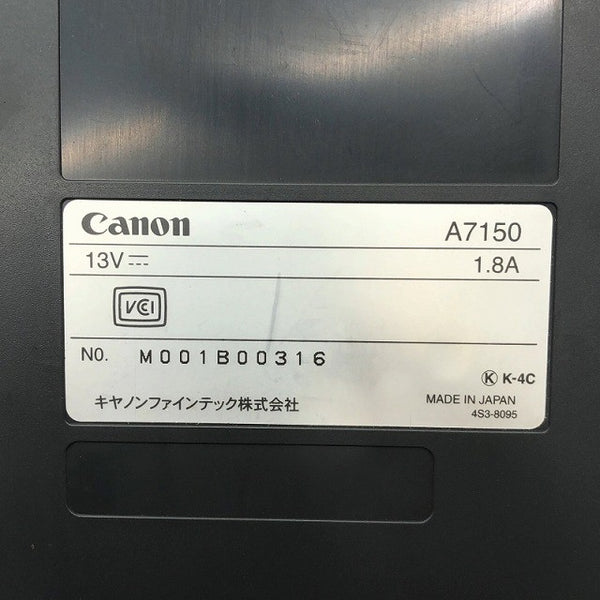 Canon A7150
13V⎓ 1.8A
VCI
NO. M001B00316
Ⓚ K-4C
キヤノンファインテック株式会社 MADE IN JAPAN
4S3-8095